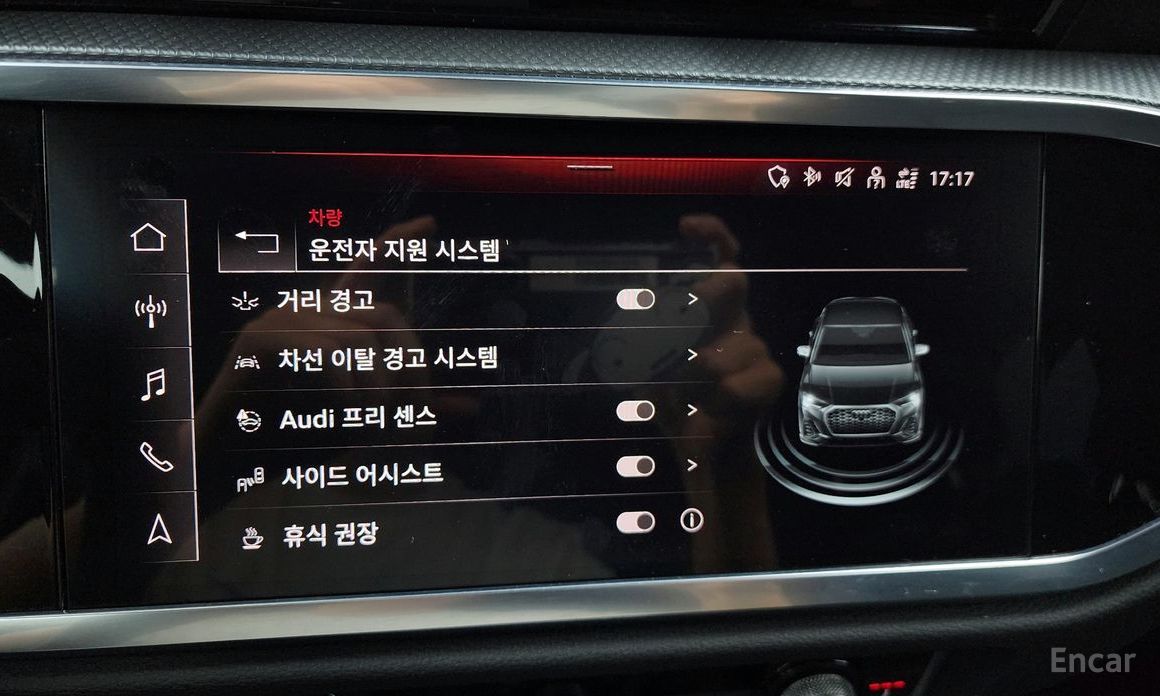 17:17
차량
운전자 지원 시스템
거리 경고
차선 이탈 경고 시스템
Audi 프리 센스
사이드 어시스트
휴식 권장
Encar